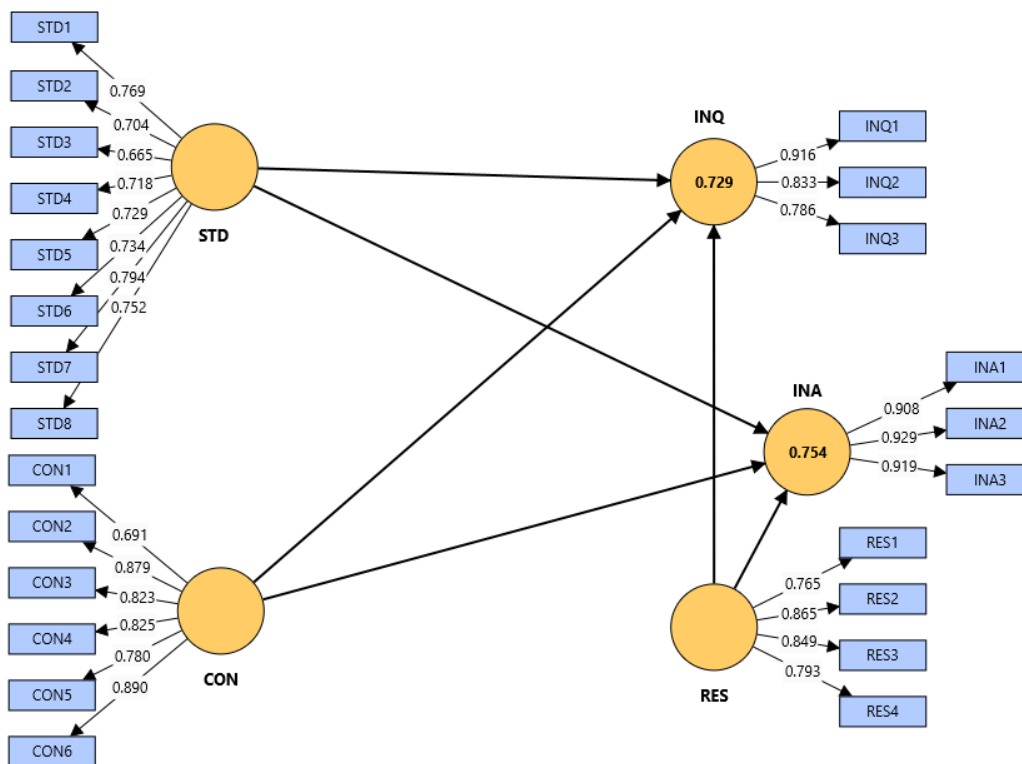 STD1
STD2
STD3
STD4
STD5
STD6
STD7
STD8
0.769
0.704
0.665
0.718
0.729
0.734
0.794
0.752
STD
CON1
CON2
CON3
CON4
CON5
CON6
0.691
0.879
0.823
0.825
0.780
0.890
CON
INQ
0.729
0.916
0.833
0.786
INQ1
INQ2
INQ3
INA
0.754
0.908
0.929
0.919
INA1
INA2
INA3
RES
0.765
0.865
0.849
0.793
RES1
RES2
RES3
RES4